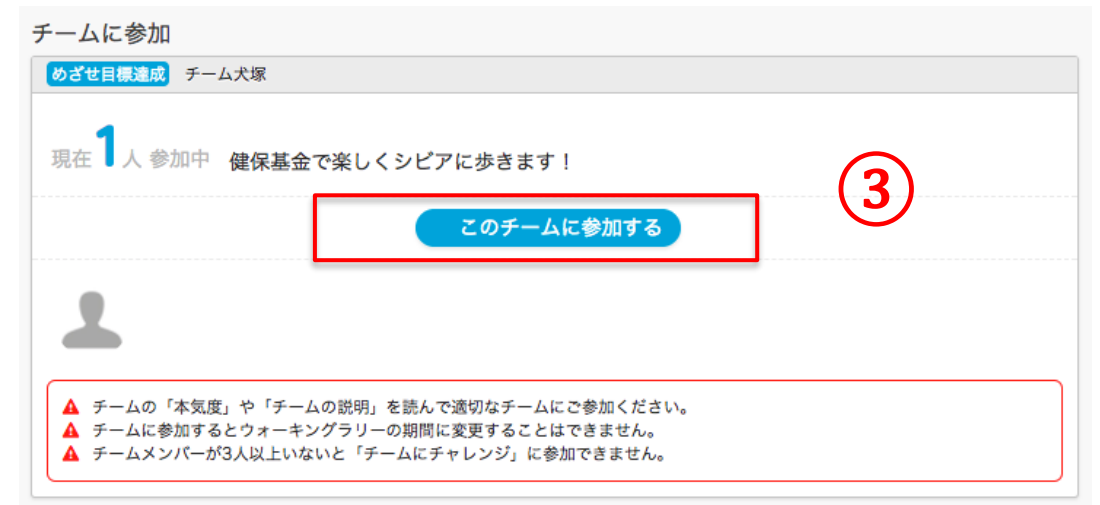 チームに参加
めざせ目標達成 チーム犬塚
現在1人 参加中 健保基金で楽しくシビアに歩きます！
③
このチームに参加する
チームの「本気度」や「チームの説明」を読んで適切なチームにご参加ください。
チームに参加するとウォーキングラリーの期間に変更することはできません。
チームメンバーが3人以上いないと「チームにチャレンジ」に参加できません。